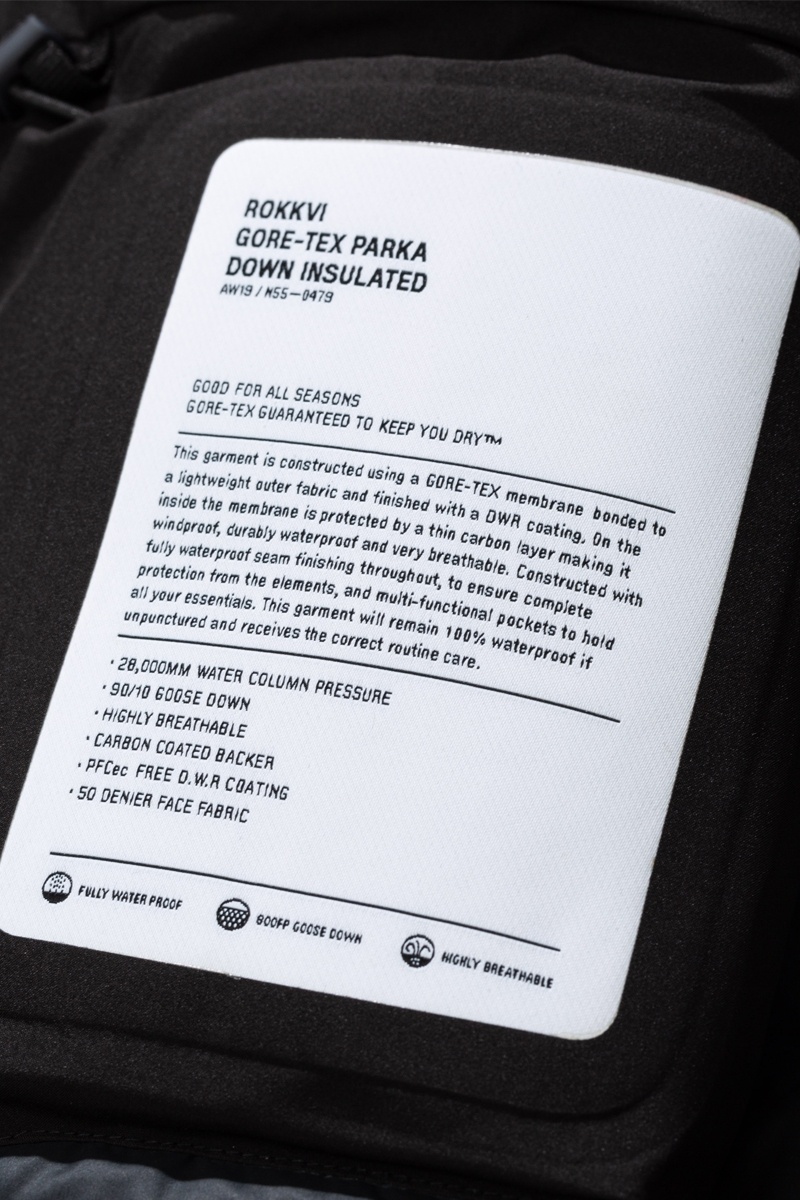 ROKKVI
GORE-TEX PARKA
DOWN INSULATED
AW19 / N55—0479
GOOD FOR ALL SEASONS
GORE-TEX GUARANTEED TO KEEP YOU DRY™
This garment is constructed using a GORE-TEX membrane bonded to
a lightweight outer fabric and finished with a DWR coating. On the
inside the membrane is protected by a thin carbon layer making it
windproof, durably waterproof and very breathable. Constructed with
fully waterproof seam finishing throughout, to ensure complete
protection from the elements, and multi-functional pockets to hold
all your essentials. This garment will remain 100% waterproof if
unpunctured and receives the correct routine care.
· 28,000MM WATER COLUMN PRESSURE
· 90/10 GOOSE DOWN
· HIGHLY BREATHABLE
· CARBON COATED BACKER
· PFCec FREE D.W.R COATING
· 50 DENIER FACE FABRIC
FULLY WATER PROOF
800FP GOOSE DOWN
HIGHLY BREATHABLE